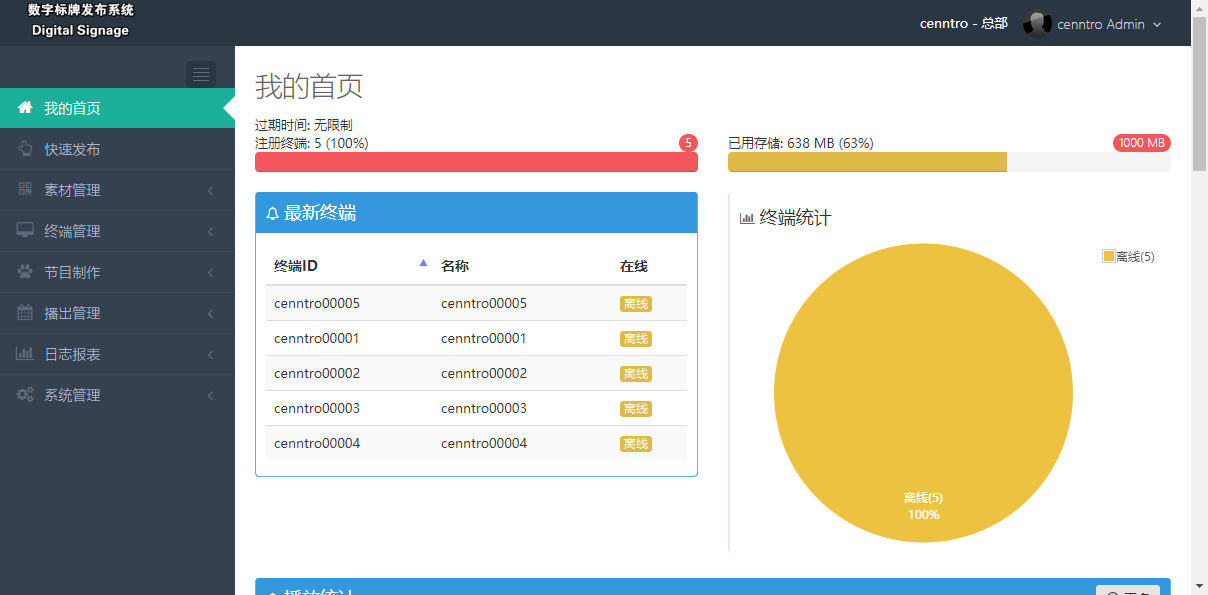 数字标牌发布系统
Digital Signage
cenntro - 总部
cenntro Admin
我的首页
快速发布
素材管理
终端管理
节目制作
播出管理
日志报表
系统管理
我的首页
过期时间: 无限制
注册终端: 5 (100%)
5
已用存储: 638 MB (63%)
1000 MB
最新终端
终端ID 名称 在线
cenntro00005 cenntro00005 离线
cenntro00001 cenntro00001 离线
cenntro00002 cenntro00002 离线
cenntro00003 cenntro00003 离线
cenntro00004 cenntro00004 离线
终端统计
离线(5)
离线(5)
100%
播放统计